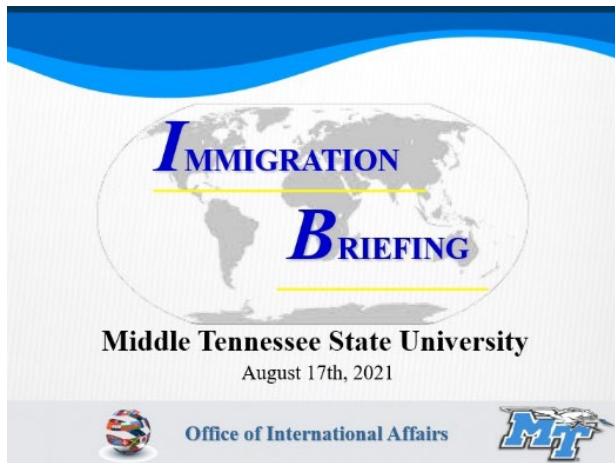 IMMIGRATION
BRIEFING
Middle Tennessee State University
August 17th, 2021
Office of International Affairs
MT